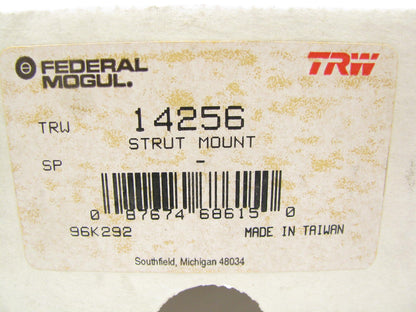 FEDERAL
MOGUL.
TRW
TRW 14256
STRUT MOUNT
SP -
0 87674 68615 0
96K292 MADE IN TAIWAN
Southfield, Michigan 48034